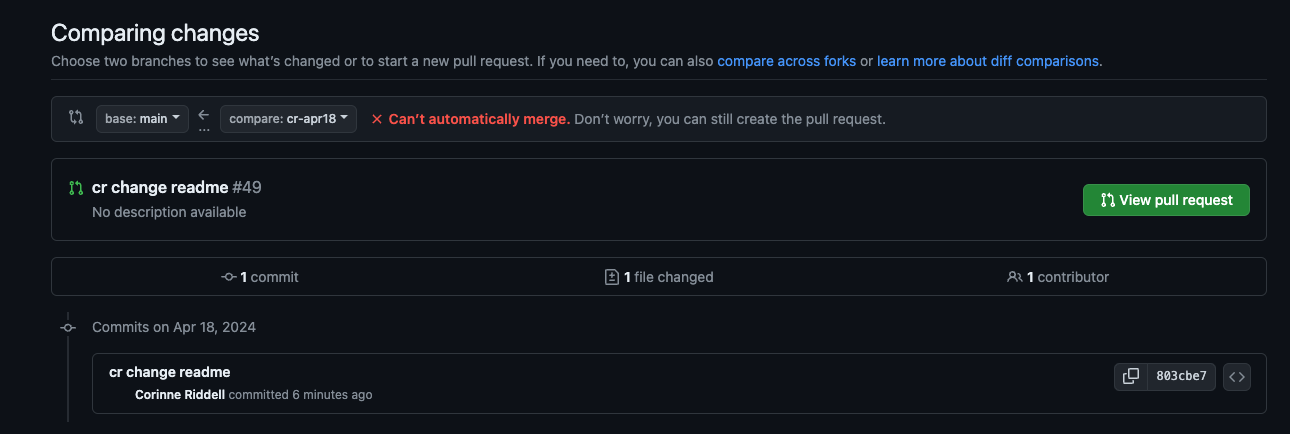 Comparing changes
Choose two branches to see what's changed or to start a new pull request. If you need to, you can also compare across forks or learn more about diff comparisons.
base: main ... compare: cr-apr18 Can't automatically merge. Don't worry, you can still create the pull request.
cr change readme #49
No description available
View pull request
1 commit 1 file changed 1 contributor
Commits on Apr 18, 2024
cr change readme
803cbe7
Corinne Riddell committed 6 minutes ago